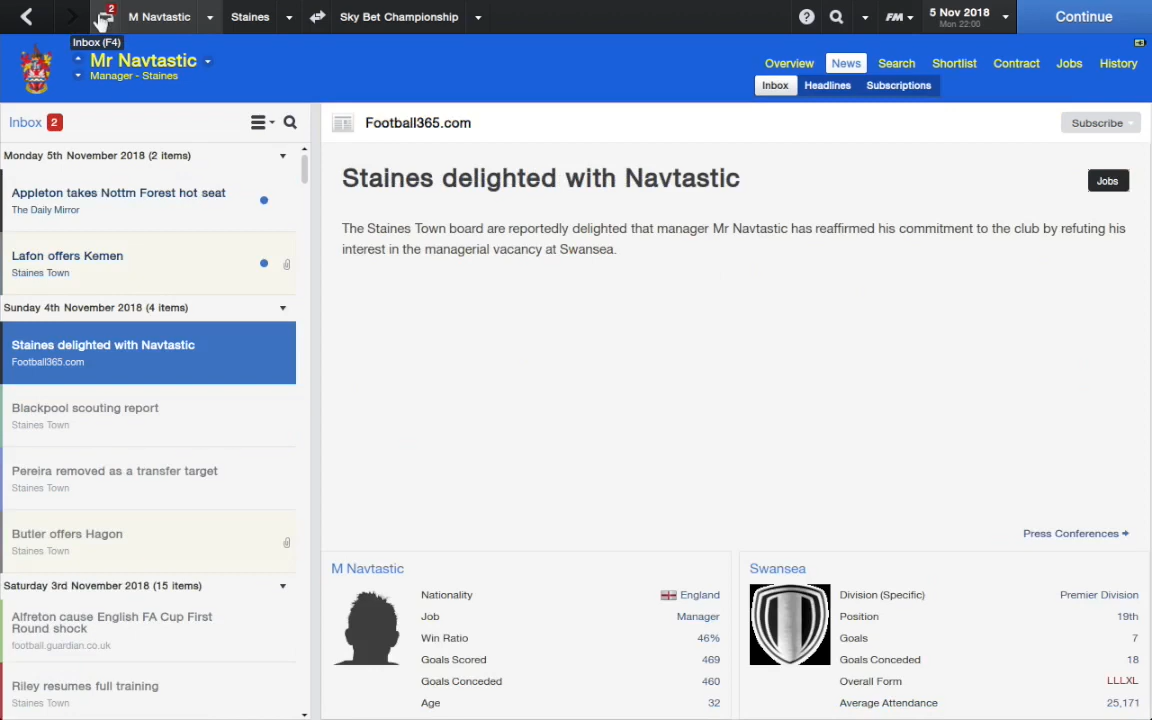 2
M Navtastic
Staines
Sky Bet Championship
FM
5 Nov 2018
Mon 22:00
Continue
Inbox (F4)
Mr Navtastic
Manager - Staines
Overview
News
Search
Shortlist
Contract
Jobs
History
Inbox
Headlines
Subscriptions
Inbox 2
Football365.com
Subscribe
Monday 5th November 2018 (2 items)
Appleton takes Nottm Forest hot seat
The Daily Mirror
Lafon offers Kemen
Staines Town
Sunday 4th November 2018 (4 items)
Staines delighted with Navtastic
Football365.com
Blackpool scouting report
Staines Town
Pereira removed as a transfer target
Staines Town
Butler offers Hagon
Staines Town
Saturday 3rd November 2018 (15 items)
Alfreton cause English FA Cup First
Round shock
football.guardian.co.uk
Riley resumes full training
Staines Town
Staines delighted with Navtastic
Jobs
The Staines Town board are reportedly delighted that manager Mr Navtastic has reaffirmed his commitment to the club by refuting his
interest in the managerial vacancy at Swansea.
Press Conferences
M Navtastic
Nationality England
Job Manager
Win Ratio 46%
Goals Scored 469
Goals Conceded 460
Age 32
Swansea
Division (Specific) Premier Division
Position 19th
Goals 7
Goals Conceded 18
Overall Form LLLXL
Average Attendance 25,171